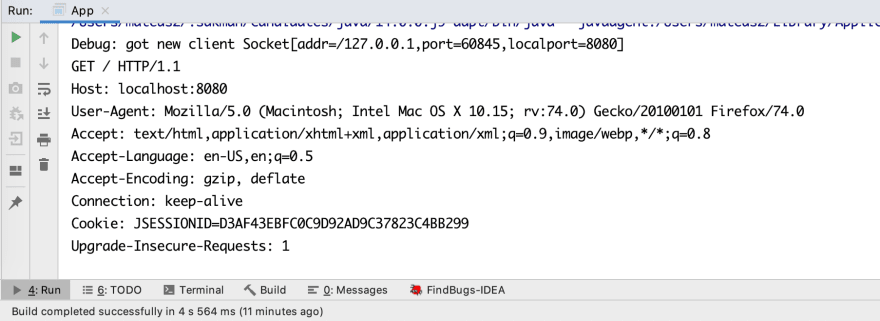 Run: App ×
Debug: got new client Socket[addr=/127.0.0.1,port=60845,localport=8080]
GET / HTTP/1.1
Host: localhost:8080
User-Agent: Mozilla/5.0 (Macintosh; Intel Mac OS X 10.15; rv:74.0) Gecko/20100101 Firefox/74.0
Accept: text/html,application/xhtml+xml,application/xml;q=0.9,image/webp,*/*;q=0.8
Accept-Language: en-US,en;q=0.5
Accept-Encoding: gzip, deflate
Connection: keep-alive
Cookie: JSESSIONID=D3AF43EBFC0C9D92AD9C37823C4BB299
Upgrade-Insecure-Requests: 1
4: Run 6: TODO Terminal Build 0: Messages FindBugs-IDEA
Build completed successfully in 4 s 564 ms (11 minutes ago)